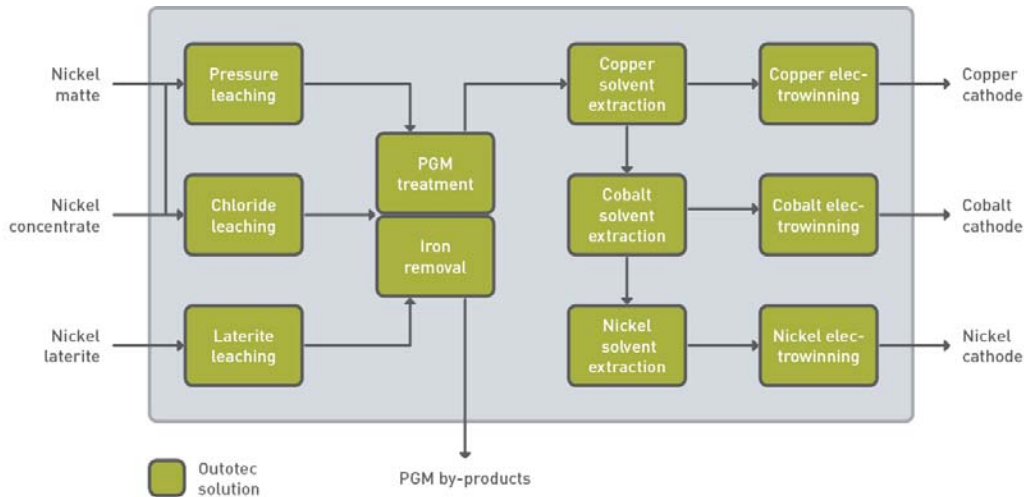 Nickel
matte
Pressure
leaching
Copper
solvent
extraction
Copper elec-
trowinning
Copper
cathode
PGM
treatment
Nickel
concentrate
Chloride
leaching
Cobalt
solvent
extraction
Cobalt elec-
trowinning
Cobalt
cathode
Iron
removal
Nickel
laterite
Laterite
leaching
Nickel
solvent
extraction
Nickel elec-
trowinning
Nickel
cathode
Outotec
solution
PGM by-products